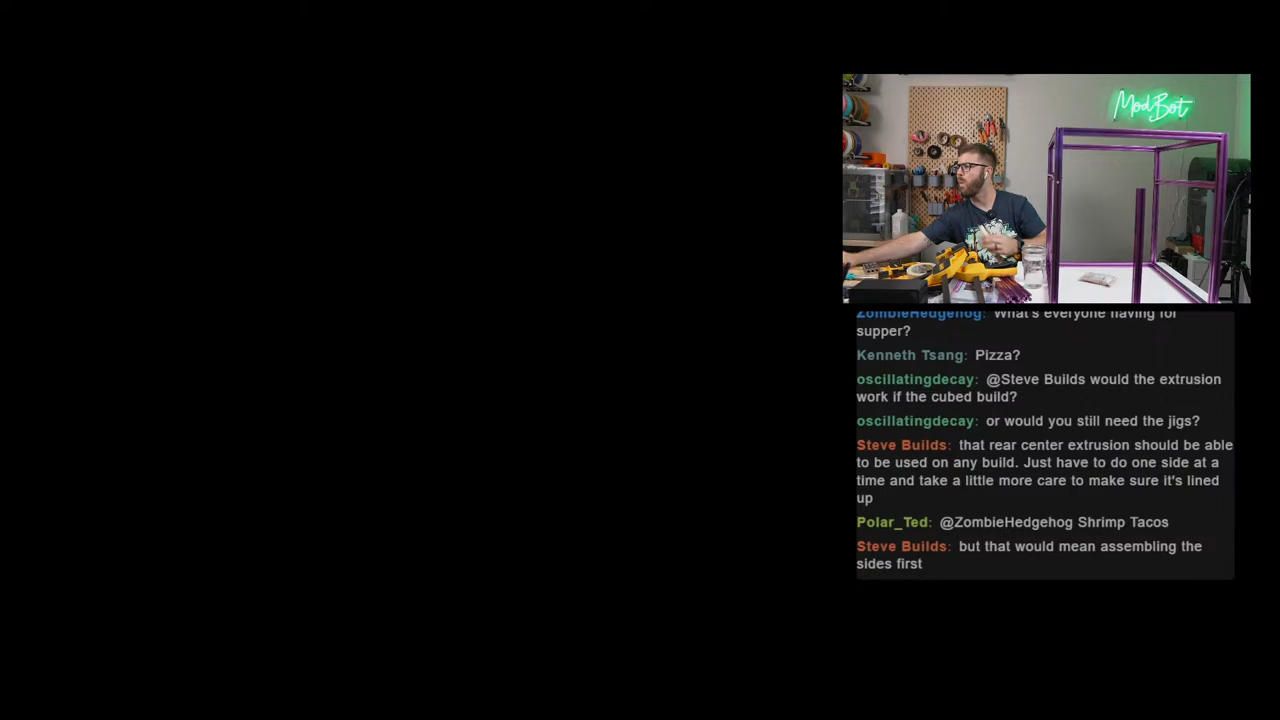 ModBot
ZombieHedgehog: What's everyone having for
supper?
Kenneth Tsang: Pizza?
oscillatingdecay: @Steve Builds would the extrusion
work if the cubed build?
oscillatingdecay: or would you still need the jigs?
Steve Builds: that rear center extrusion should be able
to be used on any build. Just have to do one side at a
time and take a little more care to make sure it's lined
up
Polar_Ted: @ZombieHedgehog Shrimp Tacos
Steve Builds: but that would mean assembling the
sides first